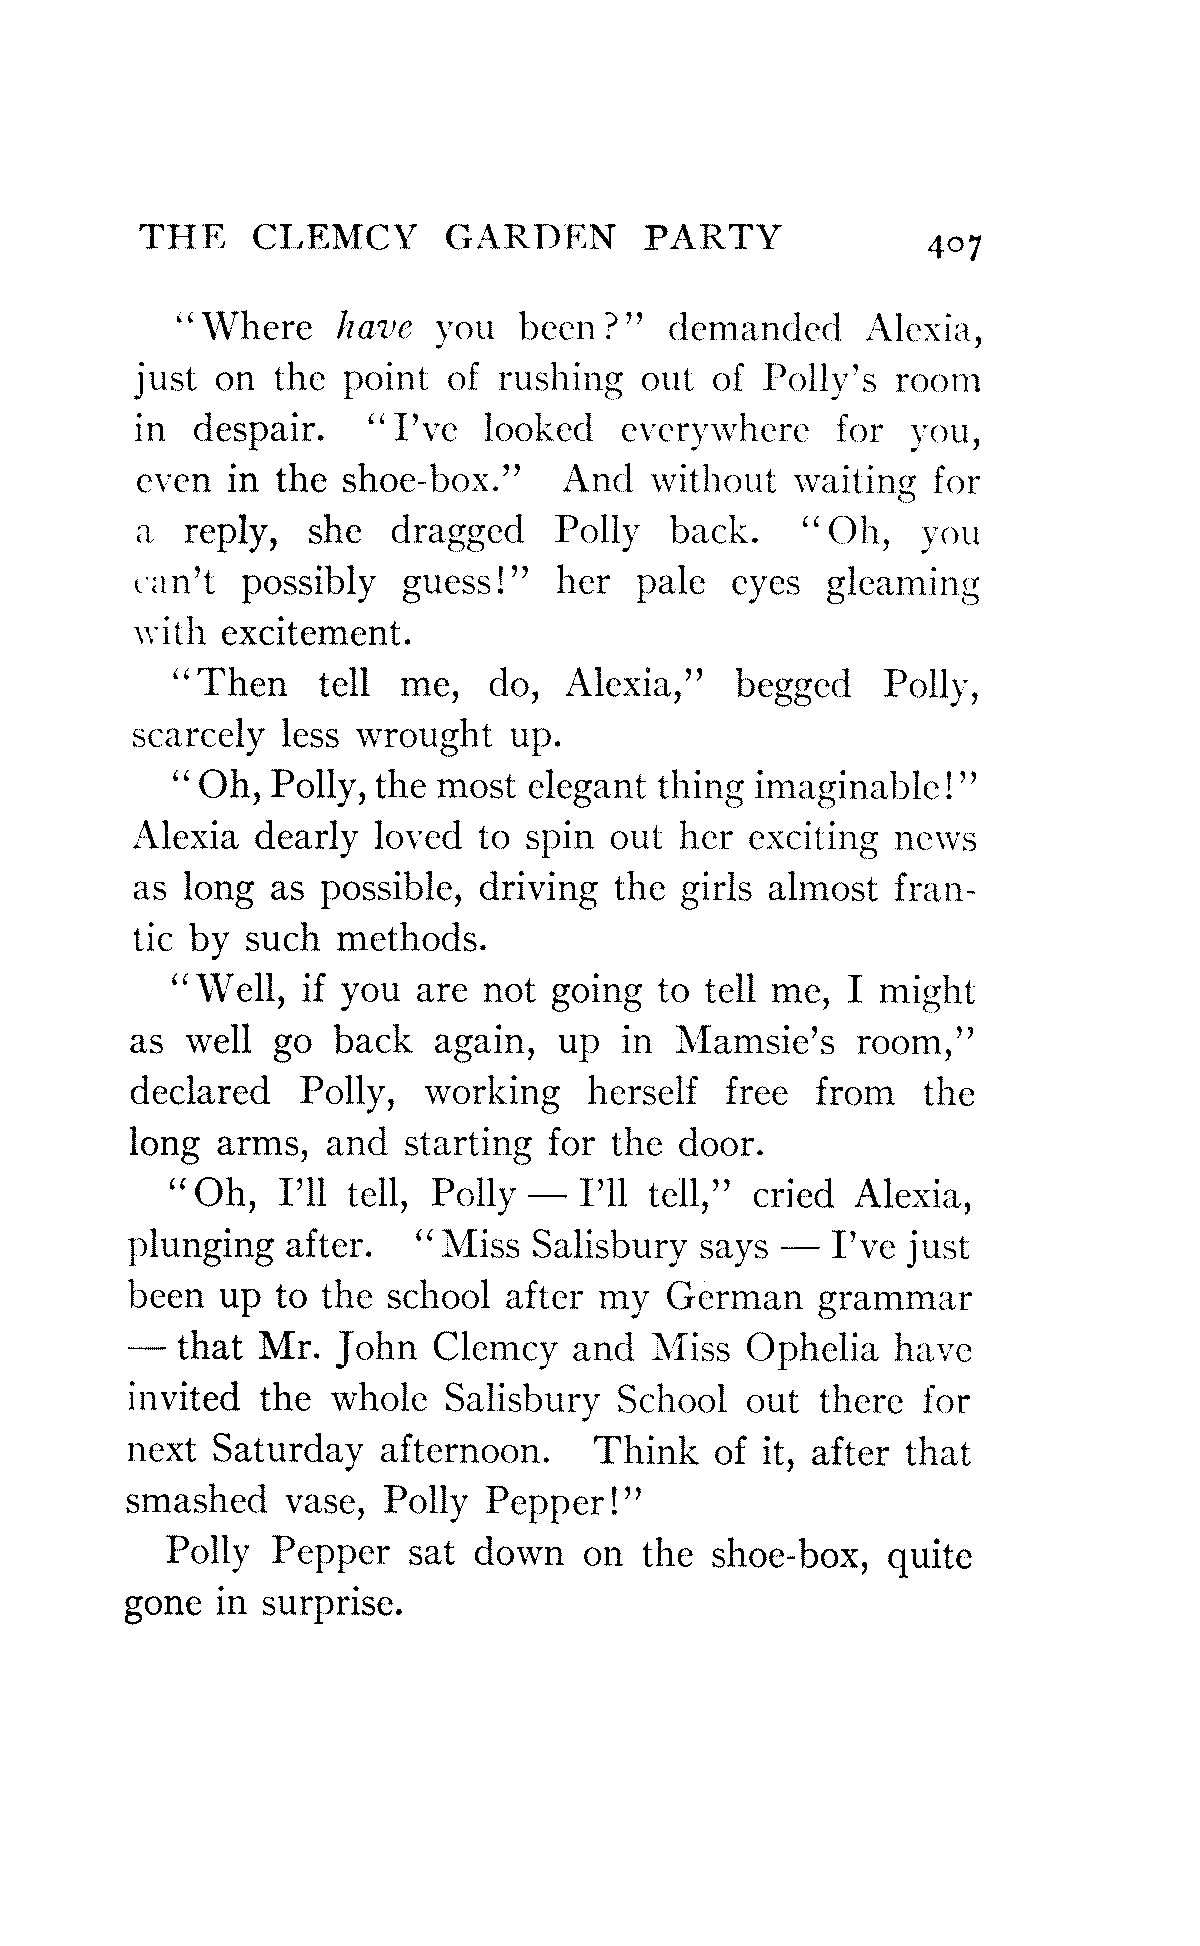 THE CLEMCY GARDEN PARTY 407
"Where have you been?" demanded Alexia,
just on the point of rushing out of Polly's room
in despair. "I've looked everywhere for you,
even in the shoe-box." And without waiting for
a reply, she dragged Polly back. "Oh, you
can't possibly guess!" her pale eyes gleaming
with excitement.
"Then tell me, do, Alexia," begged Polly,
scarcely less wrought up.
"Oh, Polly, the most elegant thing imaginable!"
Alexia dearly loved to spin out her exciting news
as long as possible, driving the girls almost fran-
tic by such methods.
"Well, if you are not going to tell me, I might
as well go back again, up in Mamsie's room,"
declared Polly, working herself free from the
long arms, and starting for the door.
"Oh, I'll tell, Polly — I'll tell," cried Alexia,
plunging after. "Miss Salisbury says — I've just
been up to the school after my German grammar
— that Mr. John Clemcy and Miss Ophelia have
invited the whole Salisbury School out there for
next Saturday afternoon. Think of it, after that
smashed vase, Polly Pepper!"
Polly Pepper sat down on the shoe-box, quite
gone in surprise.